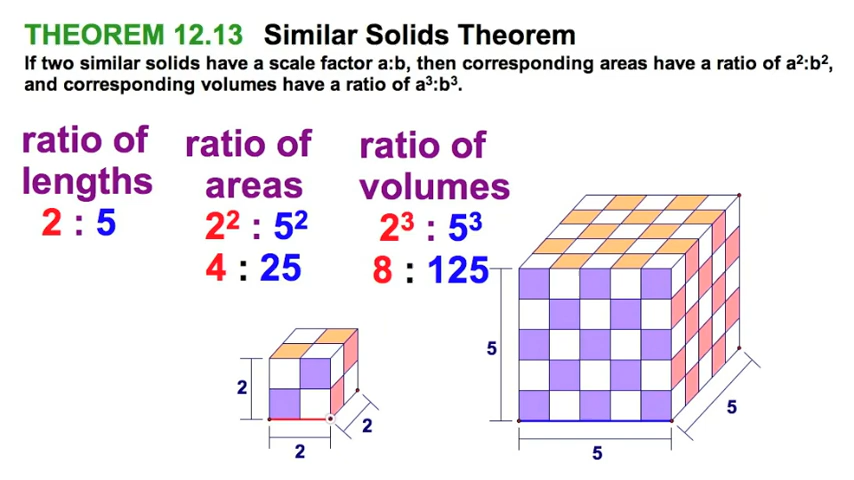 THEOREM 12.13 Similar Solids Theorem
If two similar solids have a scale factor a:b, then corresponding areas have a ratio of a²:b²,
and corresponding volumes have a ratio of a³:b³.
ratio of
lengths
2 : 5
ratio of
areas
2² : 5²
4 : 25
ratio of
volumes
2³ : 5³
8 : 125
2
2
2
5
5
5